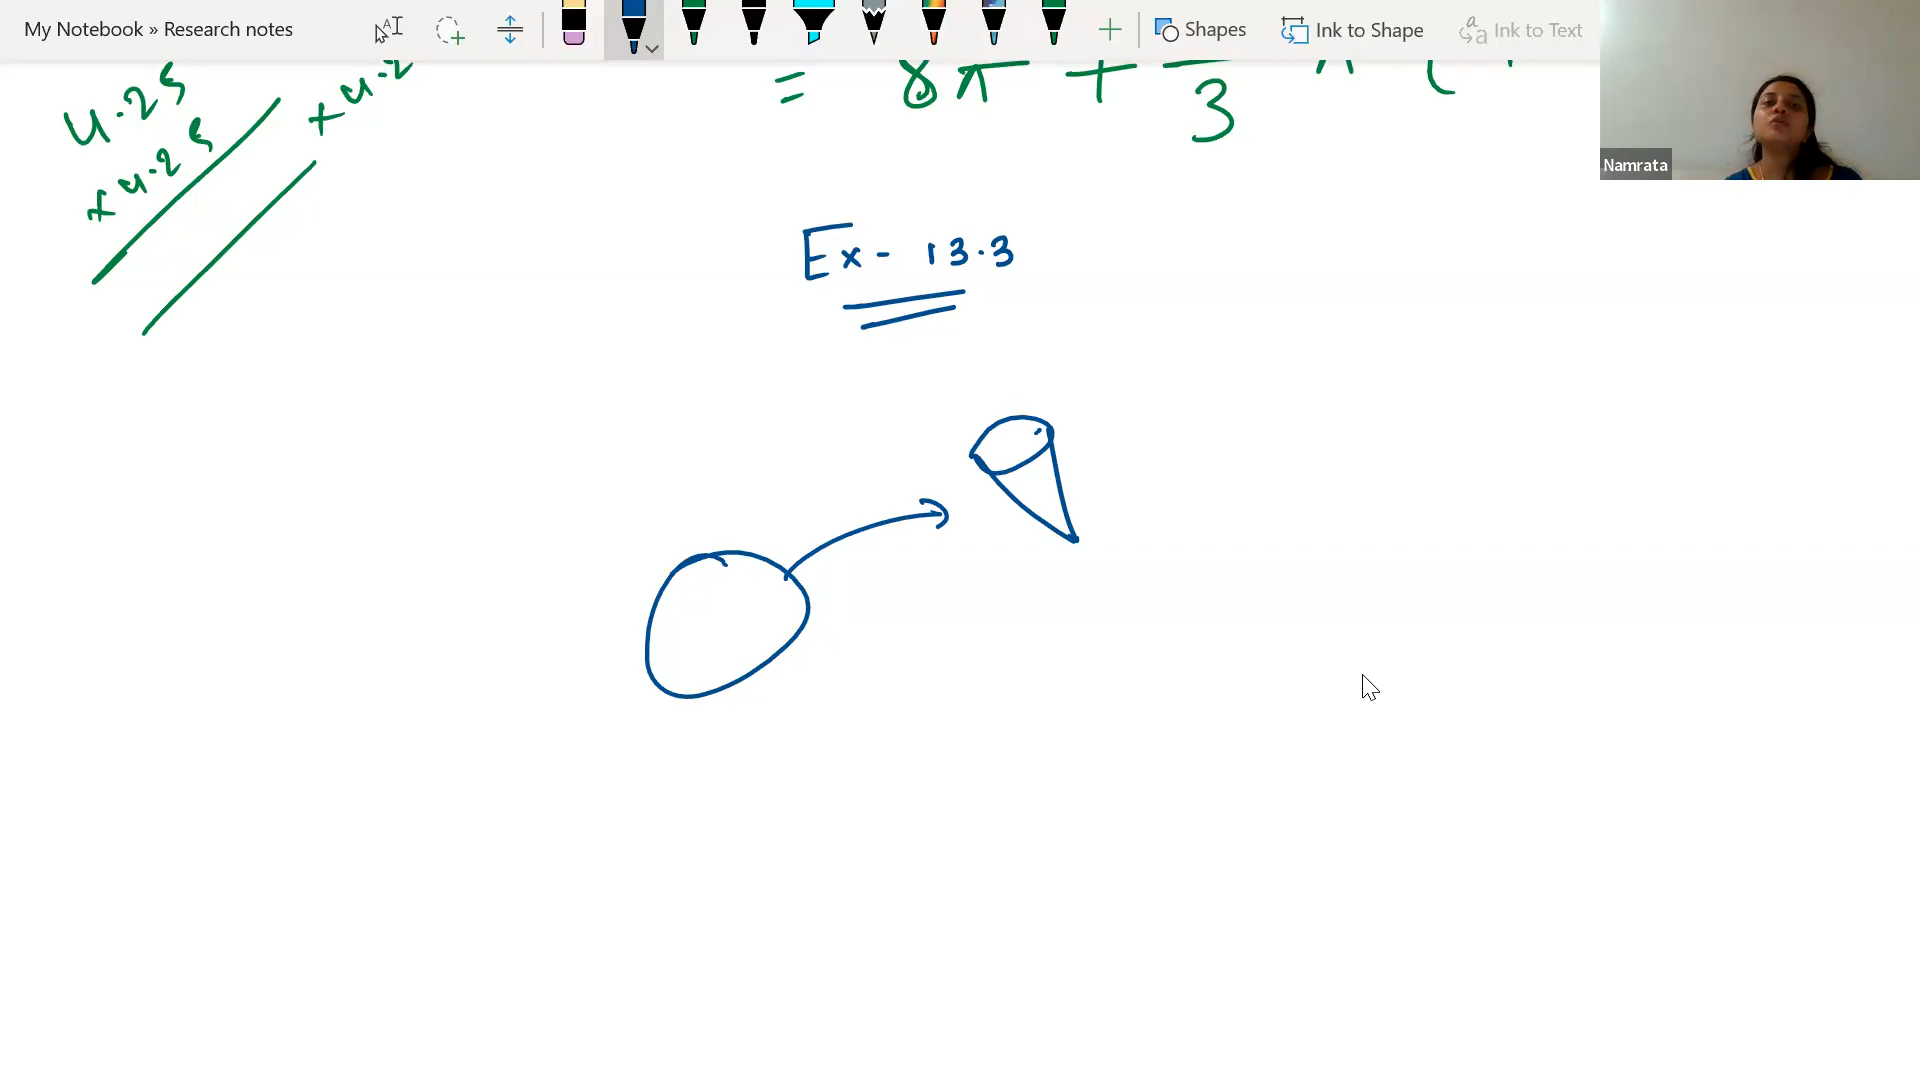 My Notebook » Research notes
Shapes
Ink to Shape
Ink to Text
Namrata
4.25
+4.25
+4.2
= 8π + 3 π (
Ex - 13.3